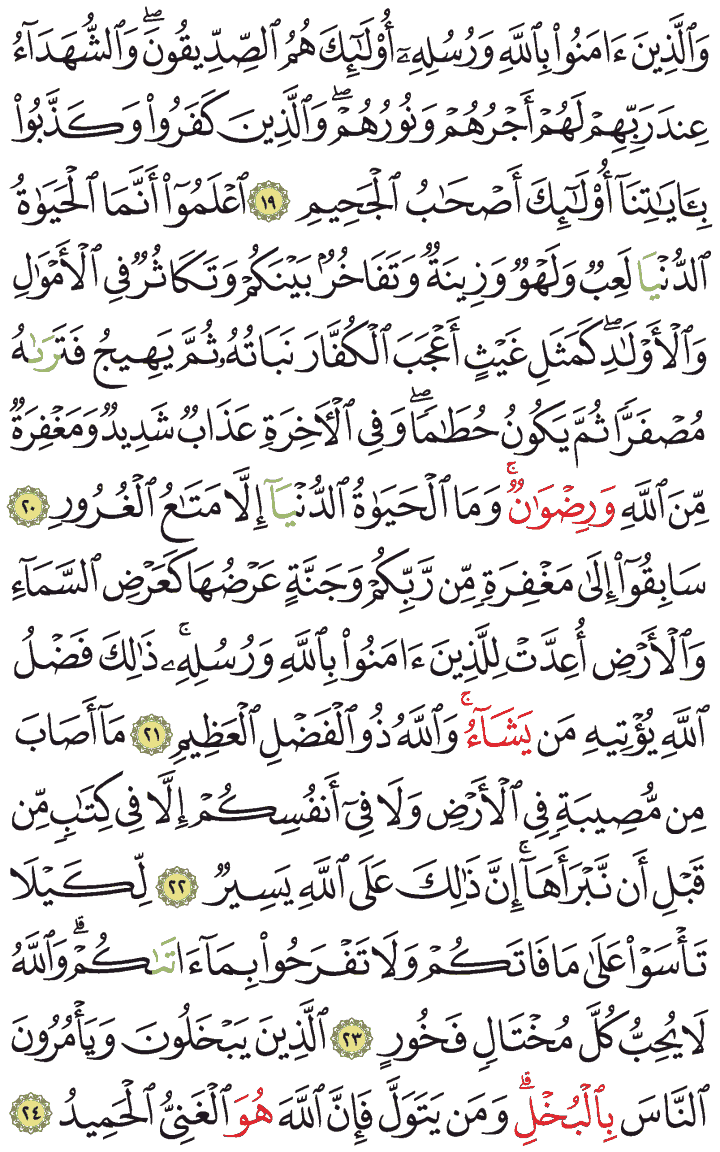 وَٱلَّذِينَ ءَامَنُواْ بِٱللَّهِ وَرُسُلِهِۦٓ أُوْلَٰٓئِكَ هُمُ ٱلصِّدِّيقُونَۖ وَٱلشُّهَدَآءُ
عِندَ رَبِّهِمْ لَهُمْ أَجْرُهُمْ وَنُورُهُمْۖ وَٱلَّذِينَ كَفَرُواْ وَكَذَّبُواْ
بِـَٔايَٰتِنَآ أُوْلَٰٓئِكَ أَصْحَٰبُ ٱلْجَحِيمِ ١٩ ٱعْلَمُوٓاْ أَنَّمَا ٱلْحَيَوٰةُ
ٱلدُّنْيَا لَعِبٌ وَلَهْوٌ وَزِينَةٌ وَتَفَاخُرٌۢ بَيْنَكُمْ وَتَكَاثُرٌ فِي ٱلْأَمْوَٰلِ
وَٱلْأَوْلَٰدِۖ كَمَثَلِ غَيْثٍ أَعْجَبَ ٱلْكُفَّارَ نَبَاتُهُۥ ثُمَّ يَهِيجُ فَتَرَىٰهُ
مُصْفَرًّا ثُمَّ يَكُونُ حُطَٰمًاۖ وَفِي ٱلْأٓخِرَةِ عَذَابٌ شَدِيدٌ وَمَغْفِرَةٌ
مِّنَ ٱللَّهِ وَرِضْوَٰنٌۚ وَمَا ٱلْحَيَوٰةُ ٱلدُّنْيَآ إِلَّا مَتَٰعُ ٱلْغُرُورِ ٢٠
سَابِقُوٓاْ إِلَىٰ مَغْفِرَةٍ مِّن رَّبِّكُمْ وَجَنَّةٍ عَرْضُهَا كَعَرْضِ ٱلسَّمَآءِ
وَٱلْأَرْضِ أُعِدَّتْ لِلَّذِينَ ءَامَنُواْ بِٱللَّهِ وَرُسُلِهِۦۚ ذَٰلِكَ فَضْلُ
ٱللَّهِ يُؤْتِيهِ مَن يَشَآءُۚ وَٱللَّهُ ذُو ٱلْفَضْلِ ٱلْعَظِيمِ ٢١ مَآ أَصَابَ
مِن مُّصِيبَةٍ فِي ٱلْأَرْضِ وَلَا فِيٓ أَنفُسِكُمْ إِلَّا فِي كِتَٰبٍ مِّن
قَبْلِ أَن نَّبْرَأَهَآۚ إِنَّ ذَٰلِكَ عَلَى ٱللَّهِ يَسِيرٌ ٢٢ لِّكَيْلَا
تَأْسَوْاْ عَلَىٰ مَا فَاتَكُمْ وَلَا تَفْرَحُواْ بِمَآ ءَاتَىٰكُمْۗ وَٱللَّهُ
لَا يُحِبُّ كُلَّ مُخْتَالٍ فَخُورٍ ٢٣ ٱلَّذِينَ يَبْخَلُونَ وَيَأْمُرُونَ
ٱلنَّاسَ بِٱلْبُخْلِۗ وَمَن يَتَوَلَّ فَإِنَّ ٱللَّهَ هُوَ ٱلْغَنِيُّ ٱلْحَمِيدُ ٢٤